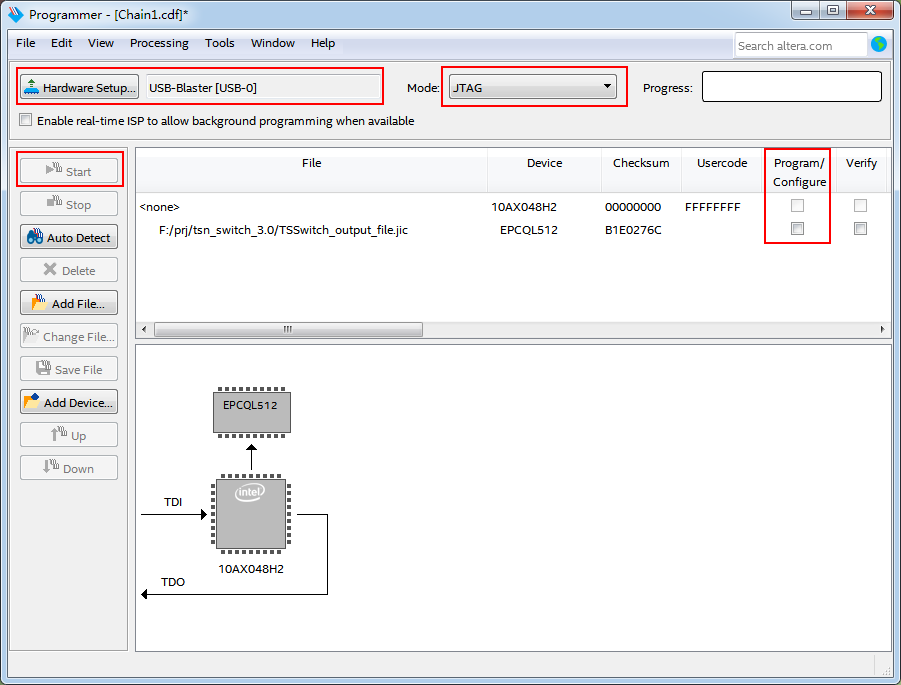 Programmer - [Chain1.cdf]*
File Edit View Processing Tools Window Help
Search altera.com
Hardware Setup... USB-Blaster [USB-0] Mode: JTAG Progress:
Enable real-time ISP to allow background programming when available
Start
Stop
Auto Detect
Delete
Add File...
Change File...
Save File
Add Device...
Up
Down
File Device Checksum Usercode Program/ Verify
Configure
<none> 10AX048H2 00000000 FFFFFFFF
F:/prj/tsn_switch_3.0/TSSwitch_output_file.jic EPCQL512 B1E0276C
EPCQL512
intel
TDI
10AX048H2
TDO